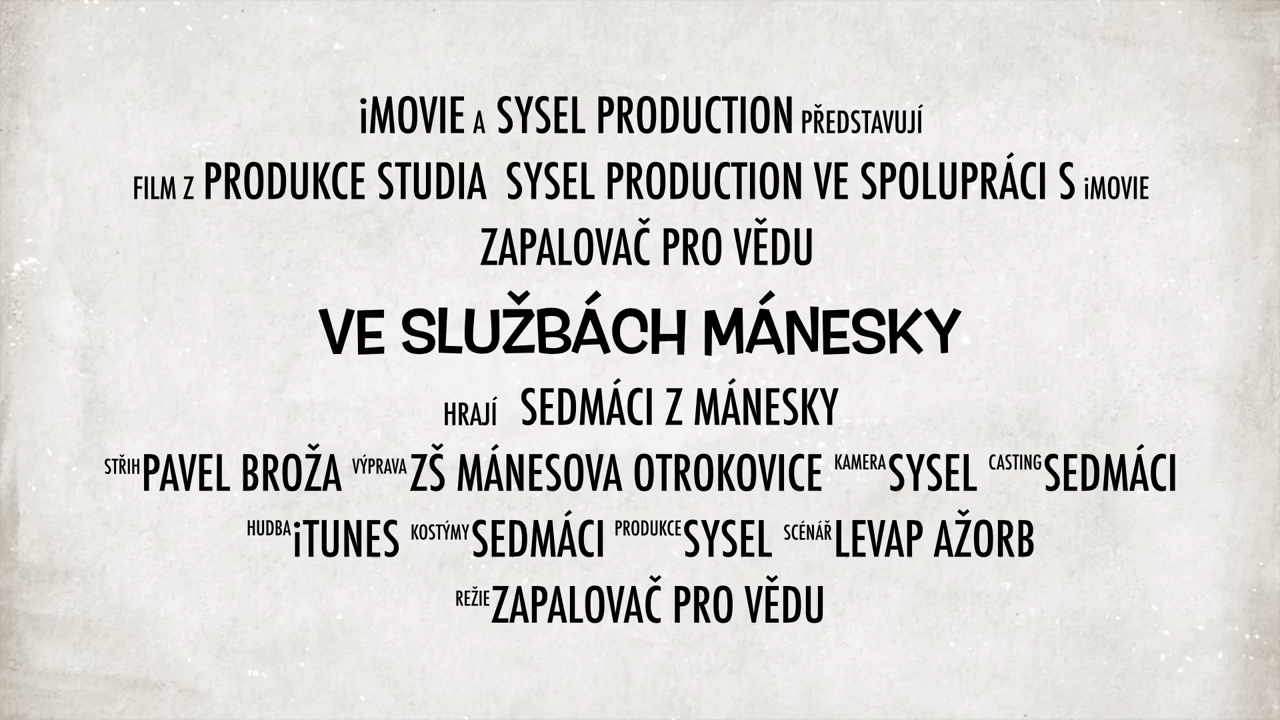 iMOVIE A SYSEL PRODUCTION PŘEDSTAVUJÍ
FILM Z PRODUKCE STUDIA SYSEL PRODUCTION VE SPOLUPRÁCI S iMOVIE
ZAPALOVAČ PRO VĚDU
VE SLUŽBÁCH MÁNESKY
HRAJÍ SEDMÁCI Z MÁNESKY
STŘIH PAVEL BROŽA VÝPRAVA ZŠ MÁNESOVA OTROKOVICE KAMERA SYSEL CASTING SEDMÁCI
HUDBA iTUNES KOSTÝMY SEDMÁCI PRODUKCE SYSEL SCÉNÁŘ LEVAP AŽORB
REŽIE ZAPALOVAČ PRO VĚDU